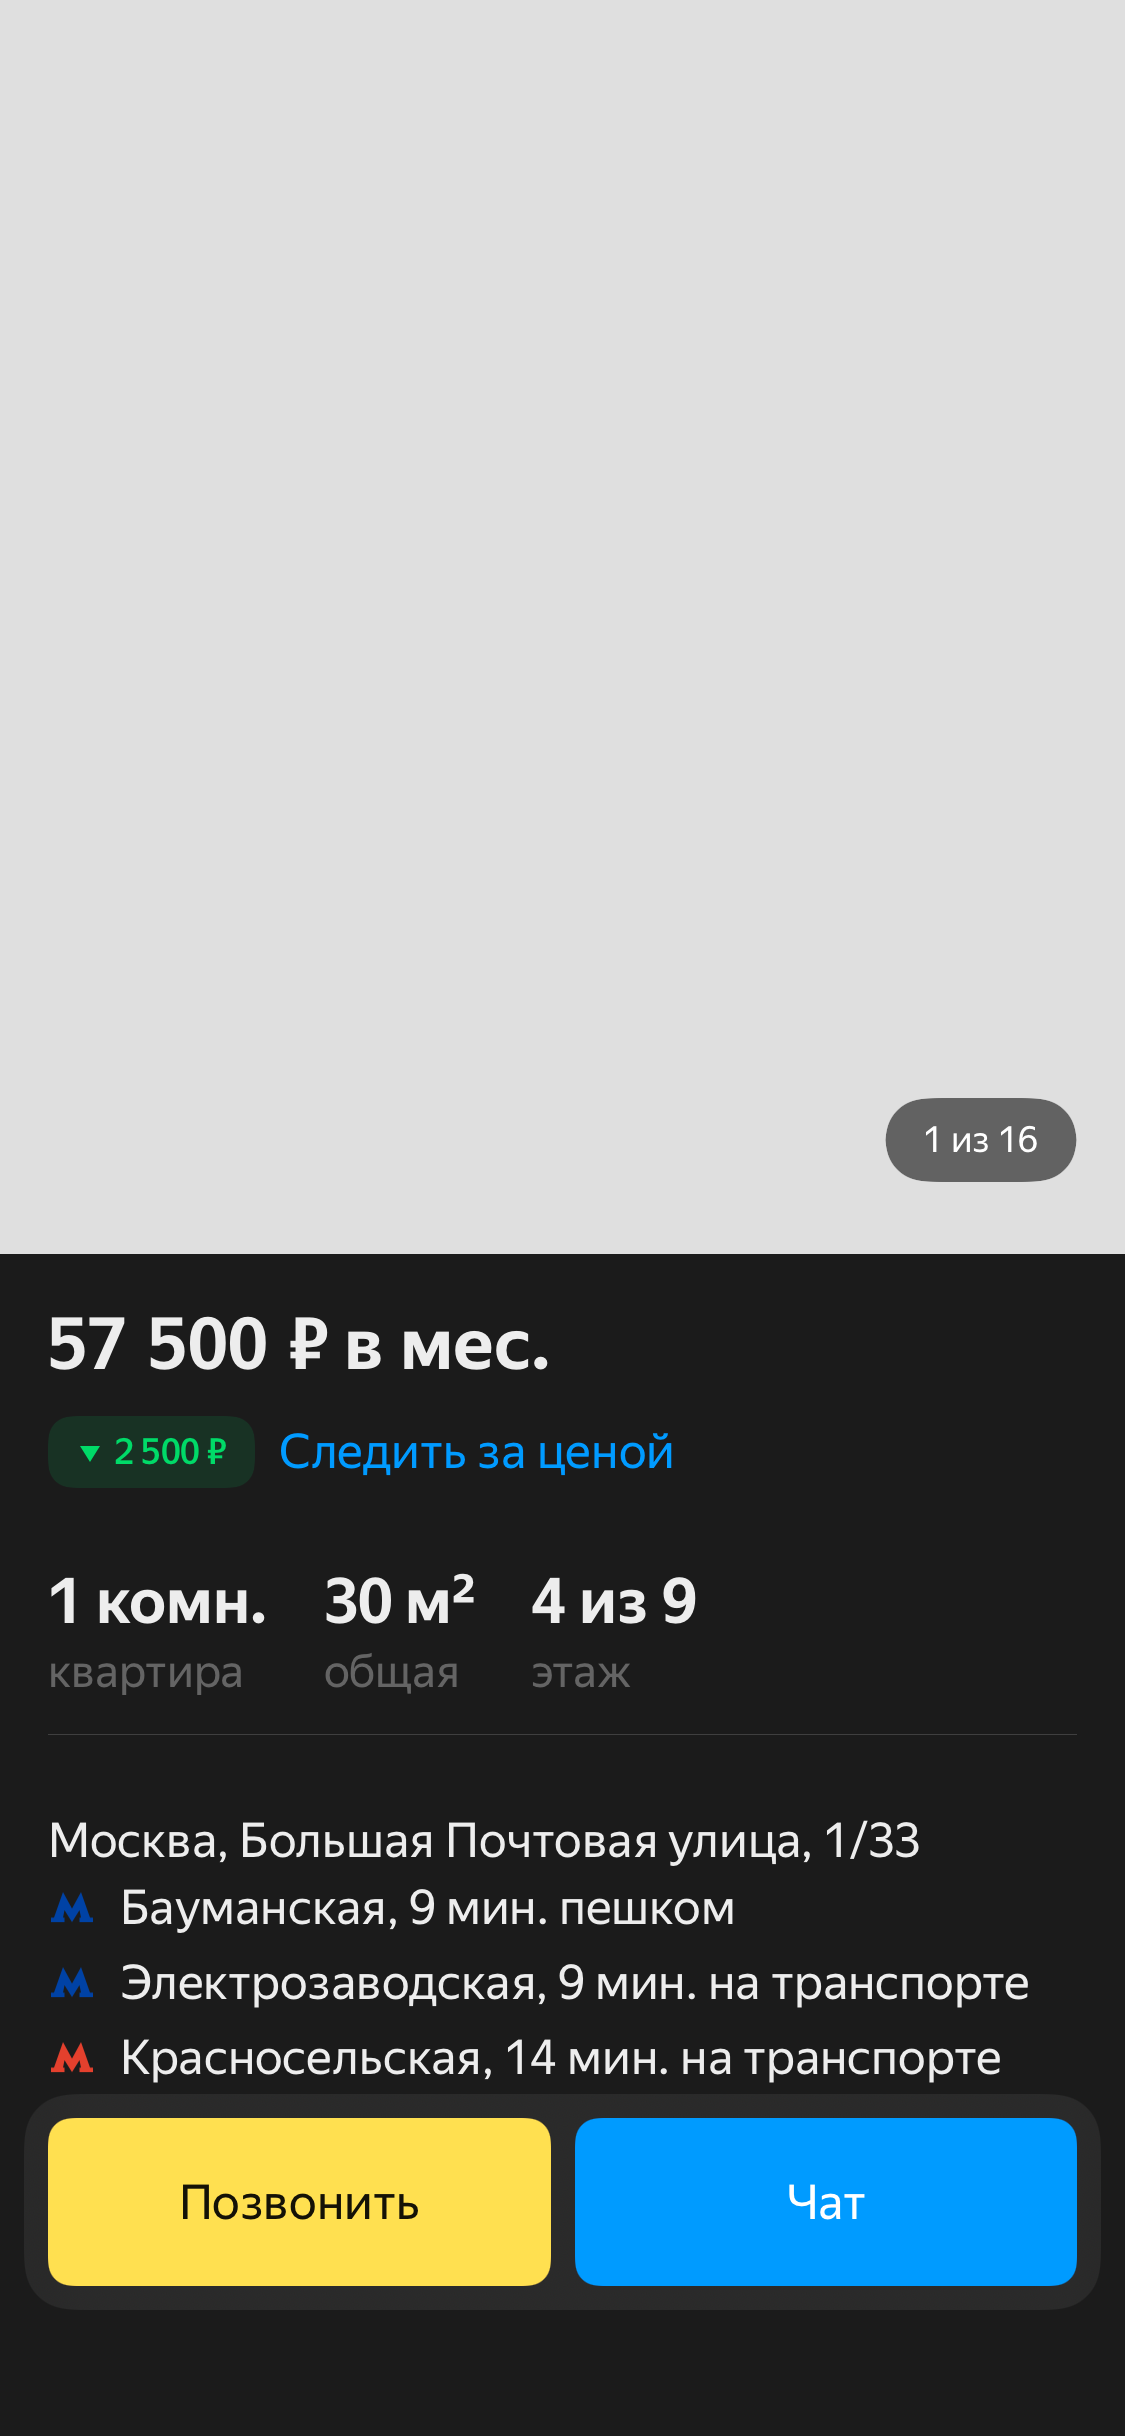 1 из 16
57 500 ₽ в мес.
2 500 ₽ Следить за ценой
1 комн. 30 м² 4 из 9
квартира общая этаж
Москва, Большая Почтовая улица, 1/33
Бауманская, 9 мин. пешком
Электрозаводская, 9 мин. на транспорте
Красносельская, 14 мин. на транспорте
Позвонить Чат